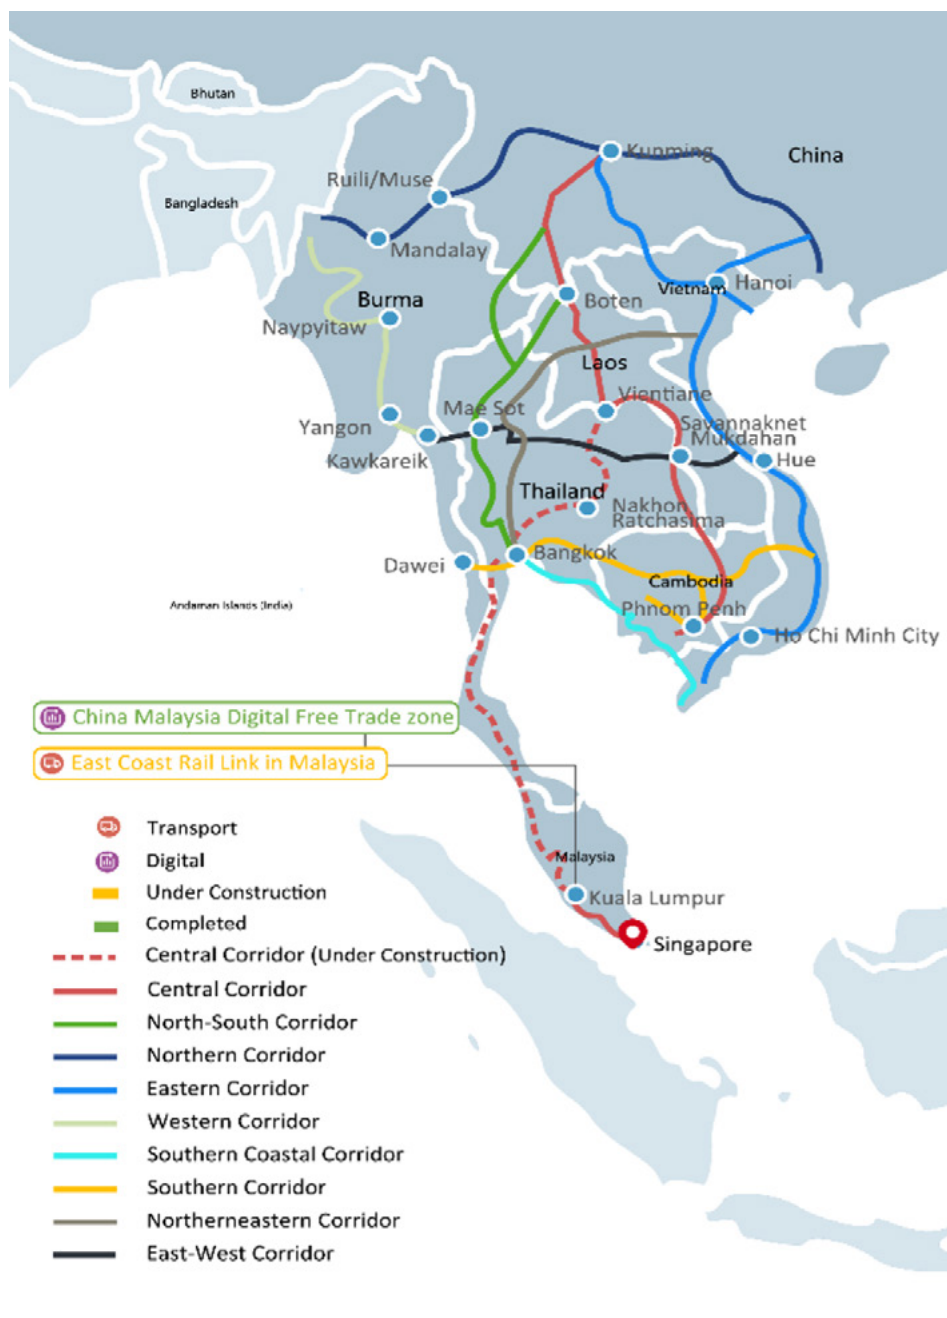 Bhutan
China
Kunming
Ruili/Muse
Bangladesh
Mandalay
Hanoi
Vietnam
Burma
Boten
Naypyitaw
Laos
Vientiane
Mae Sot
Savannaknet
Mukdahan
Yangon
Kawkareik
Hue
Thailand
Nakhon
Ratchasima
Bangkok
Dawei
Cambodia
Andaman Islands (India)
Phnom Penh
Ho Chi Minh City
China Malaysia Digital Free Trade zone
East Coast Rail Link in Malaysia
Transport
Malaysia
Digital
Under Construction
Kuala Lumpur
Completed
Singapore
Central Corridor (Under Construction)
Central Corridor
North-South Corridor
Northern Corridor
Eastern Corridor
Western Corridor
Southern Coastal Corridor
Southern Corridor
Northerneastern Corridor
East-West Corridor